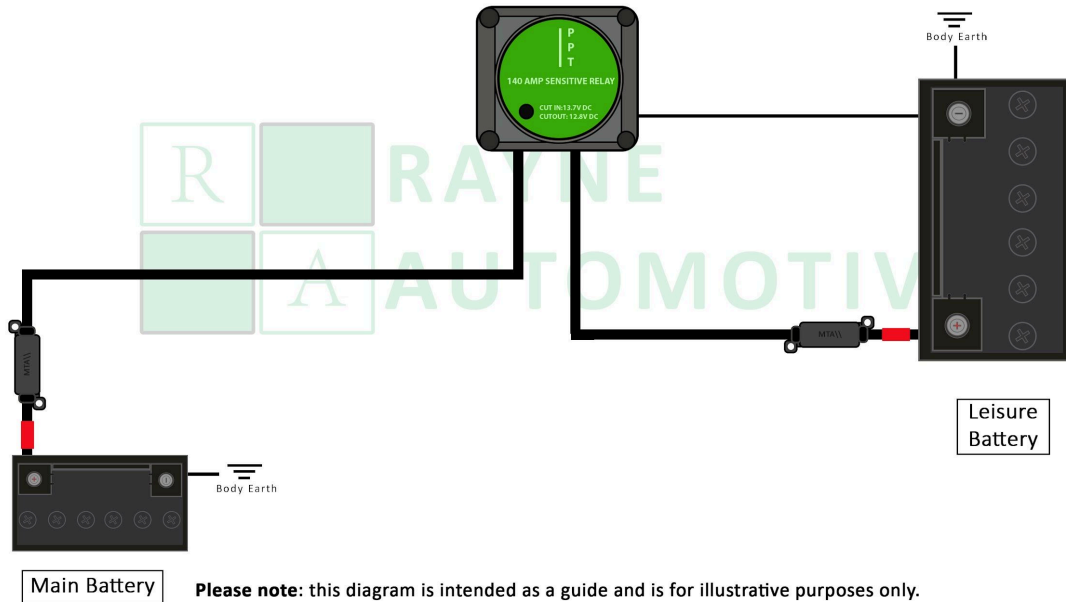 P
P
T
140 AMP SENSITIVE RELAY
CUT IN:13.7V DC
CUTOUT: 12.8V DC
Body Earth
R
RAYNE
A
AUTOMOTIV
MTA\\
MTA\\
Leisure
Battery
Body Earth
Main Battery
Please note: this diagram is intended as a guide and is for illustrative purposes only.